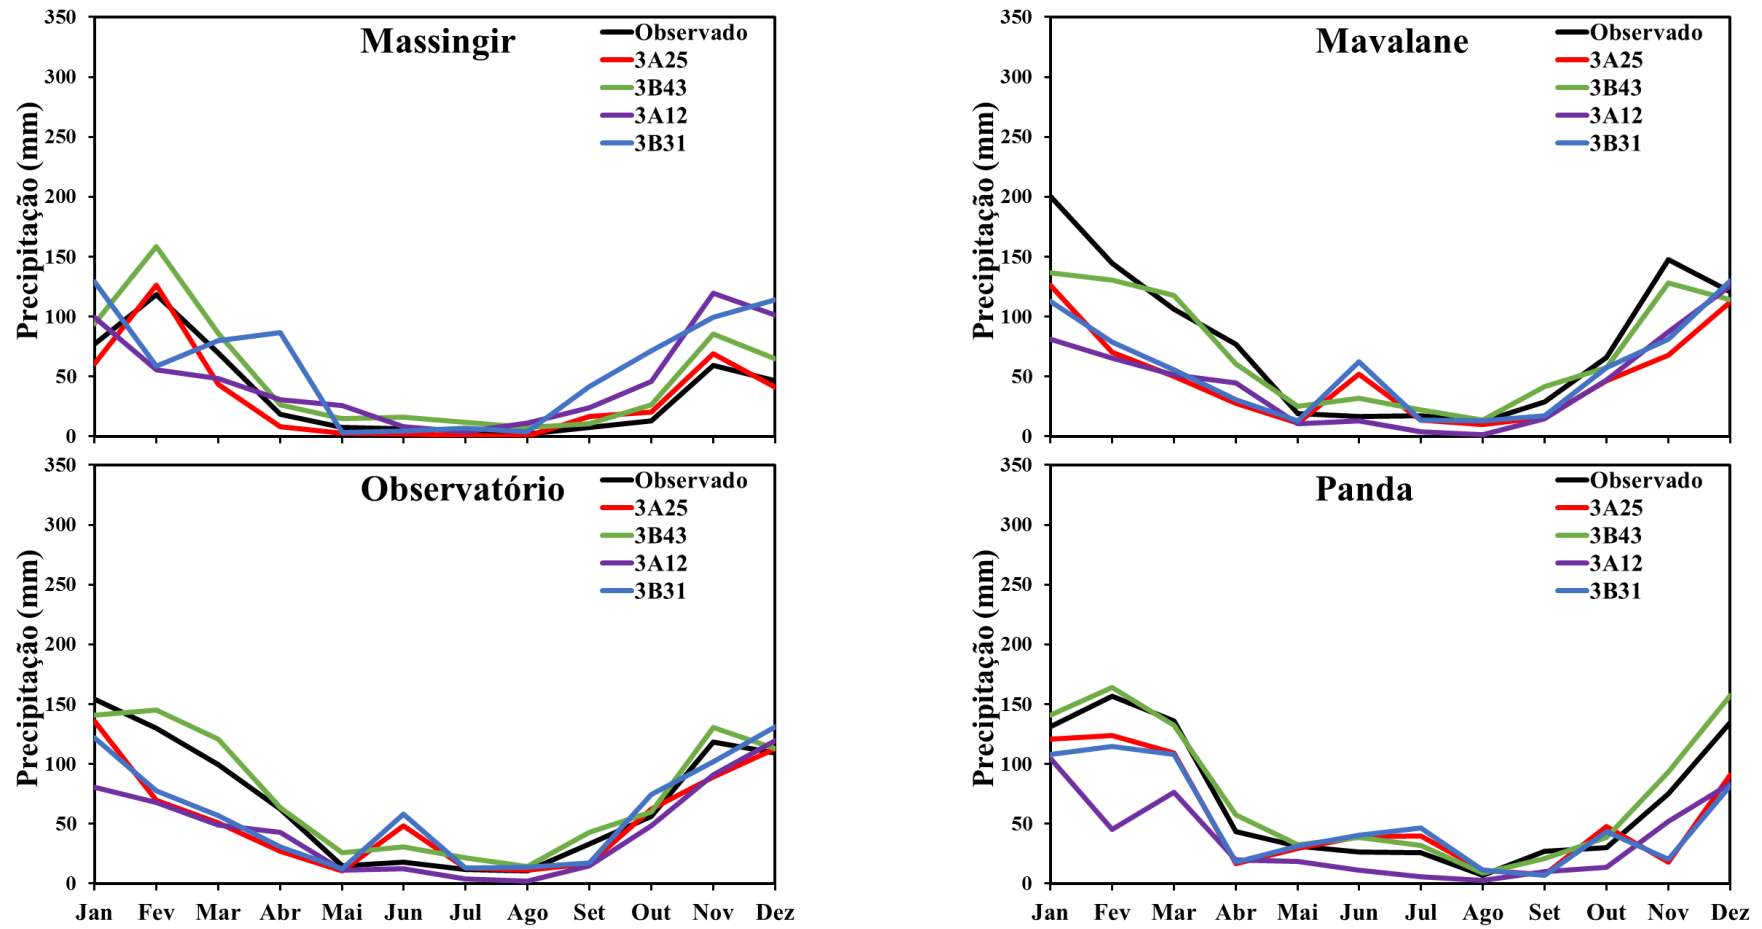 Massingir
Observado
3A25
3B43
3A12
3B31
Precipitação (mm)
350
300
250
200
150
100
50
0
Mavalane
Observado
3A25
3B43
3A12
3B31
Precipitação (mm)
350
300
250
200
150
100
50
0
Observatório
Observado
3A25
3B43
3A12
3B31
Precipitação (mm)
350
300
250
200
150
100
50
0
Jan Fev Mar Abr Mai Jun Jul Ago Set Out Nov Dez
Panda
Observado
3A25
3B43
3A12
3B31
Precipitação (mm)
350
300
250
200
150
100
50
0
Jan Fev Mar Abr Mai Jun Jul Ago Set Out Nov Dez